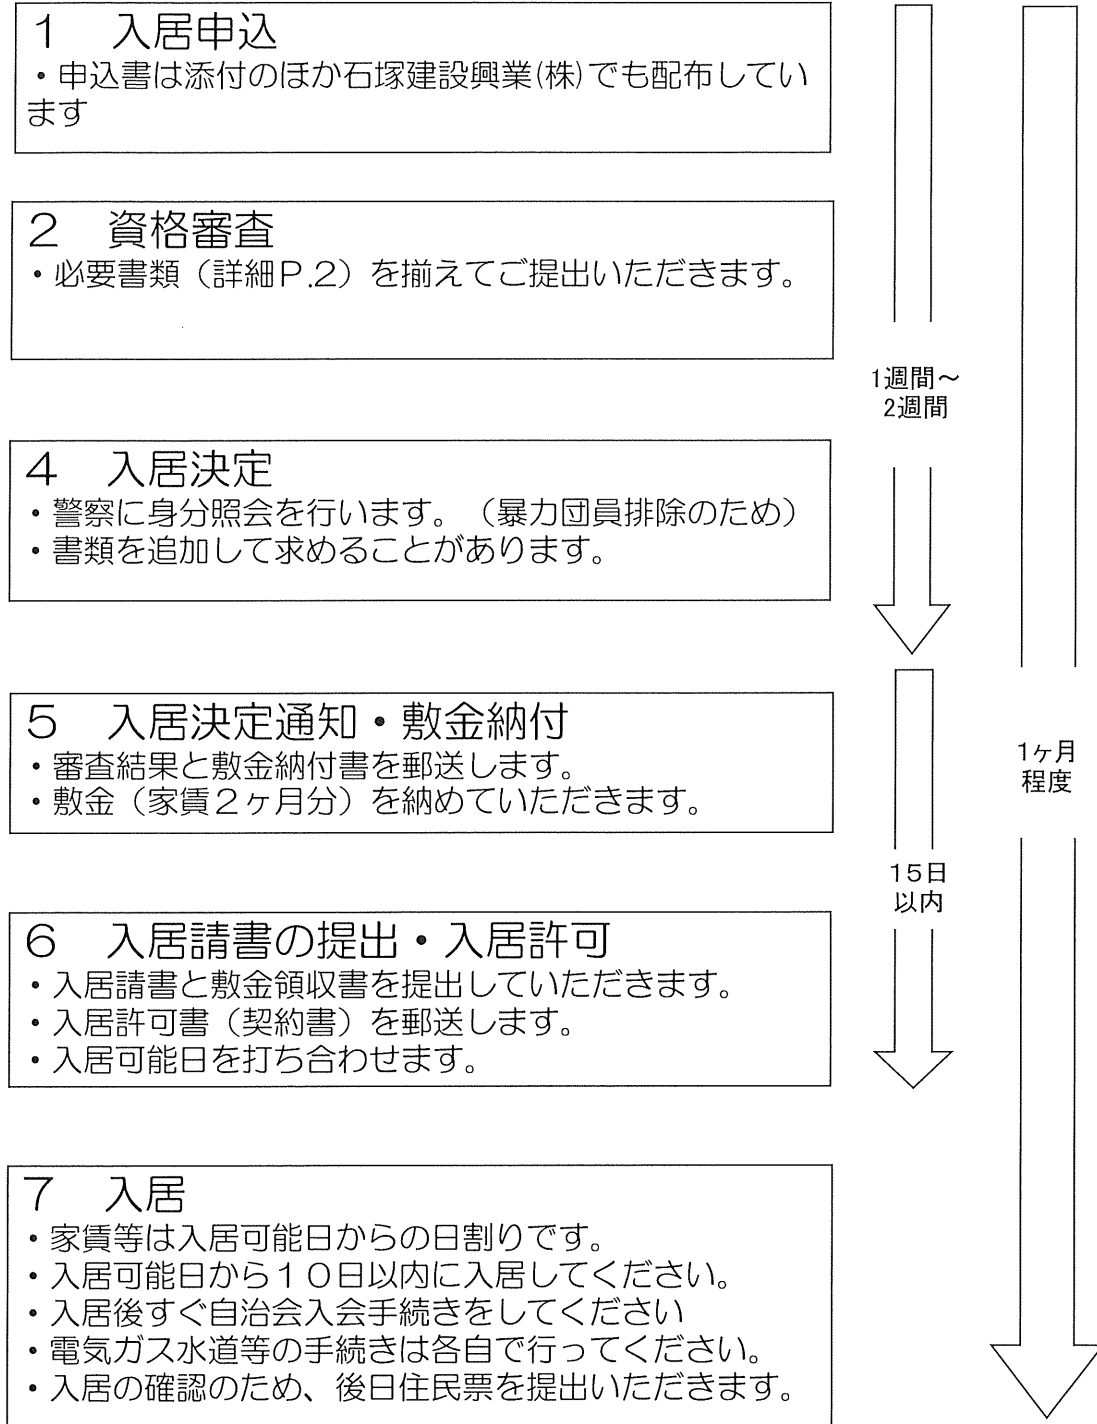 １　入居申込
・申込書は添付のほか石塚建設興業(株)でも配布してい
ます
２　資格審査
・必要書類（詳細Ｐ.2）を揃えてご提出いただきます。
1週間～
2週間
４　入居決定
・警察に身分照会を行います。（暴力団員排除のため）
・書類を追加して求めることがあります。
５　入居決定通知・敷金納付
・審査結果と敷金納付書を郵送します。
・敷金（家賃２ヶ月分）を納めていただきます。
1ヶ月
程度
15日
以内
６　入居請書の提出・入居許可
・入居請書と敷金領収書を提出していただきます。
・入居許可書（契約書）を郵送します。
・入居可能日を打ち合わせます。
７　入居
・家賃等は入居可能日からの日割りです。
・入居可能日から１０日以内に入居してください。
・入居後すぐ自治会入会手続きをしてください
・電気ガス水道等の手続きは各自で行ってください。
・入居の確認のため、後日住民票を提出いただきます。